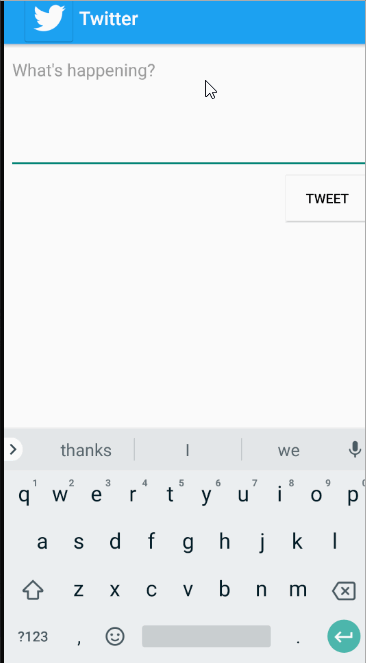 Twitter
What's happening?
TWEET
thanks I we
q1 w2 e3 r4 t5 y6 u7 i8 o9 p0
a s d f g h j k l
z x c v b n m
?123 , .